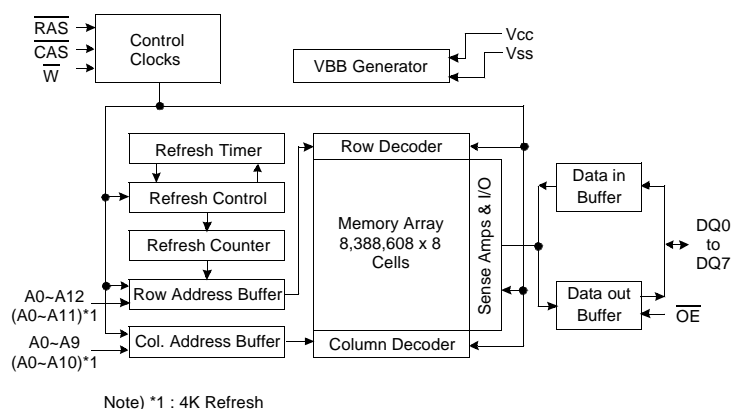 RAS
CAS
W
Control
Clocks
VBB Generator
Vcc
Vss
Refresh Timer
Refresh Control
Refresh Counter
Row Address Buffer
Col. Address Buffer
A0~A12
(A0~A11)*1
A0~A9
(A0~A10)*1
Row Decoder
Memory Array
8,388,608 x 8
Cells
Column Decoder
Sense Amps & I/O
Data in
Buffer
Data out
Buffer
DQ0
to
DQ7
OE
Note) *1 : 4K Refresh